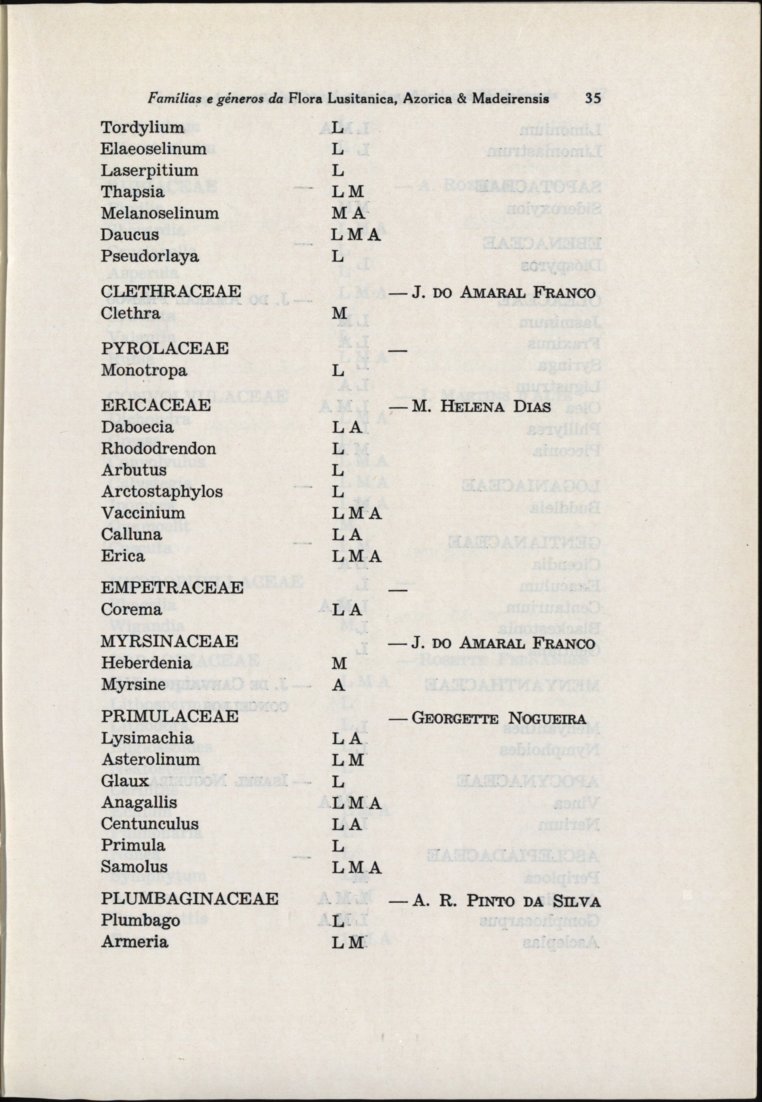 Famílias e géneros da Flora Lusitanica, Azorica & Madeirensis 35
Tordylium L
Elaeoselinum L
Laserpitium L
Thapsia L M
Melanoselinum M A
Daucus L M A
Pseudorlaya L
CLETHRACEAE — J. DO AMARAL FRANCO
Clethra M
PYROLACEAE —
Monotropa L
ERICACEAE — M. HELENA DIAS
Daboecia L A
Rhododrendon L
Arbutus L
Arctostaphylos L
Vaccinium L M A
Calluna L A
Erica L M A
EMPETRACEAE —
Corema L A
MYRSINACEAE — J. DO AMARAL FRANCO
Heberdenia M
Myrsine A
PRIMULACEAE — GEORGETTE NOGUEIRA
Lysimachia L A
Asterolinum L M
Glaux L
Anagallis L M A
Centunculus L A
Primula L
Samolus L M A
PLUMBAGINACEAE — A. R. PINTO DA SILVA
Plumbago L
Armeria L M